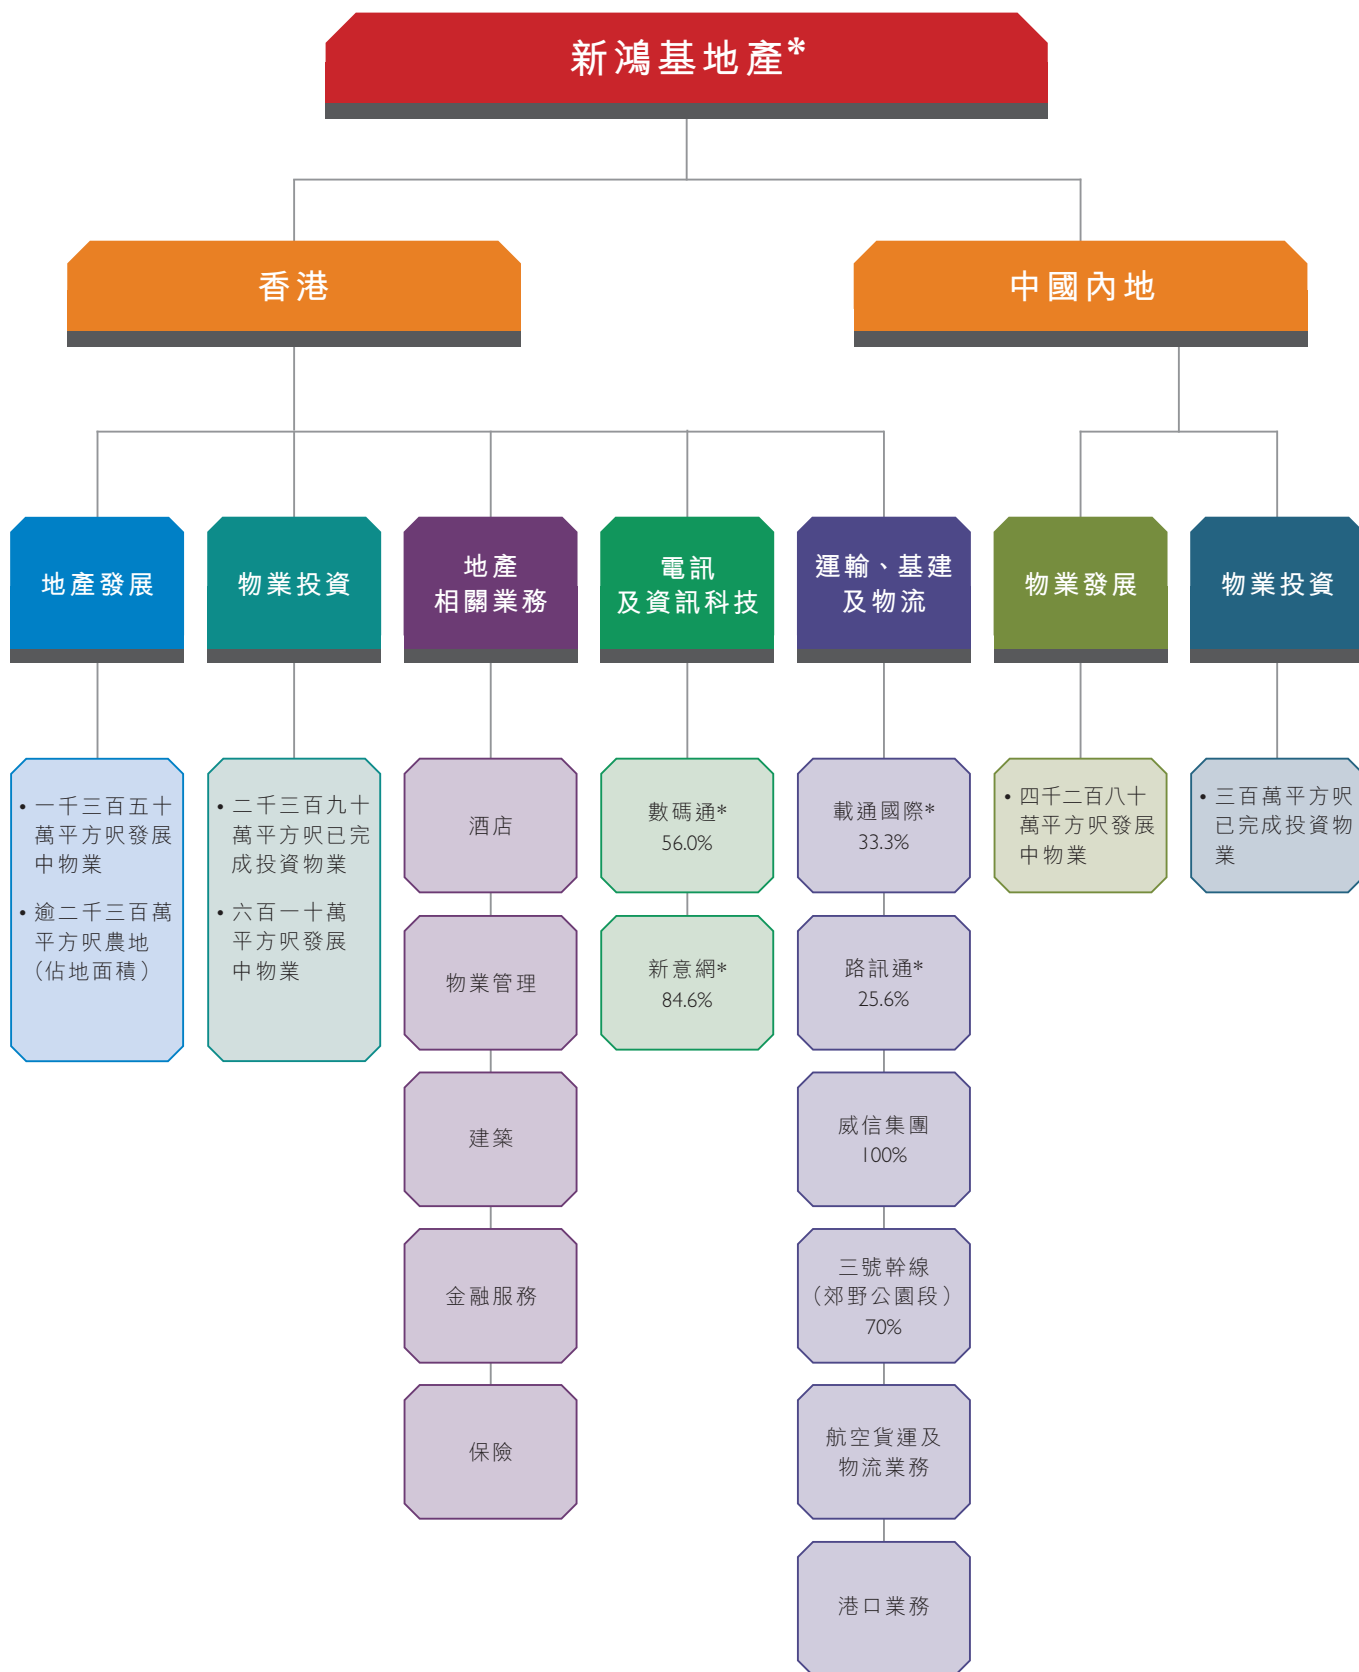 新鴻基地產*
香港
中國內地
地產發展
物業投資
地產
相關業務
電訊
及資訊科技
運輸、基建
及物流
物業發展
物業投資
• 一千三百五十
萬平方呎發展
中物業
• 逾二千三百萬
平方呎農地
（佔地面積）
• 二千三百九十
萬平方呎已完
成投資物業
• 六百一十萬
平方呎發展
中物業
酒店
物業管理
建築
金融服務
保險
數碼通*
56.0%
新意網*
84.6%
載通國際*
33.3%
路訊通*
25.6%
威信集團
100%
三號幹線
（郊野公園段）
70%
航空貨運及
物流業務
港口業務
• 四千二百八十
萬平方呎發展
中物業
• 三百萬平方呎
已完成投資物
業